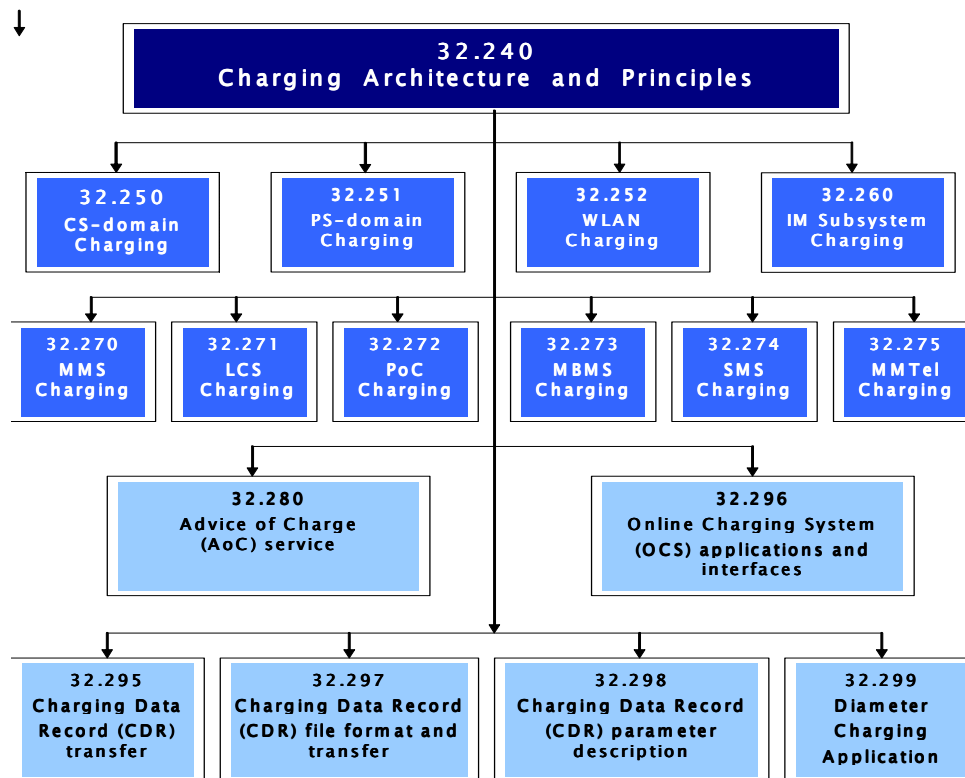 32.240
Charging Architecture and Principles
32.250
CS-domain
Charging
32.251
PS-domain
Charging
32.252
WLAN
Charging
32.260
IM Subsystem
Charging
32.270
MMS
Charging
32.271
LCS
Charging
32.272
PoC
Charging
32.273
MBMS
Charging
32.274
SMS
Charging
32.275
MMTel
Charging
32.280
Advice of Charge
(AoC) service
32.296
Online Charging System
(OCS) applications and
interfaces
32.295
Charging Data
Record (CDR)
transfer
32.297
Charging Data Record
(CDR) file format and
transfer
32.298
Charging Data Record
(CDR) parameter
description
32.299
Diameter
Charging
Application